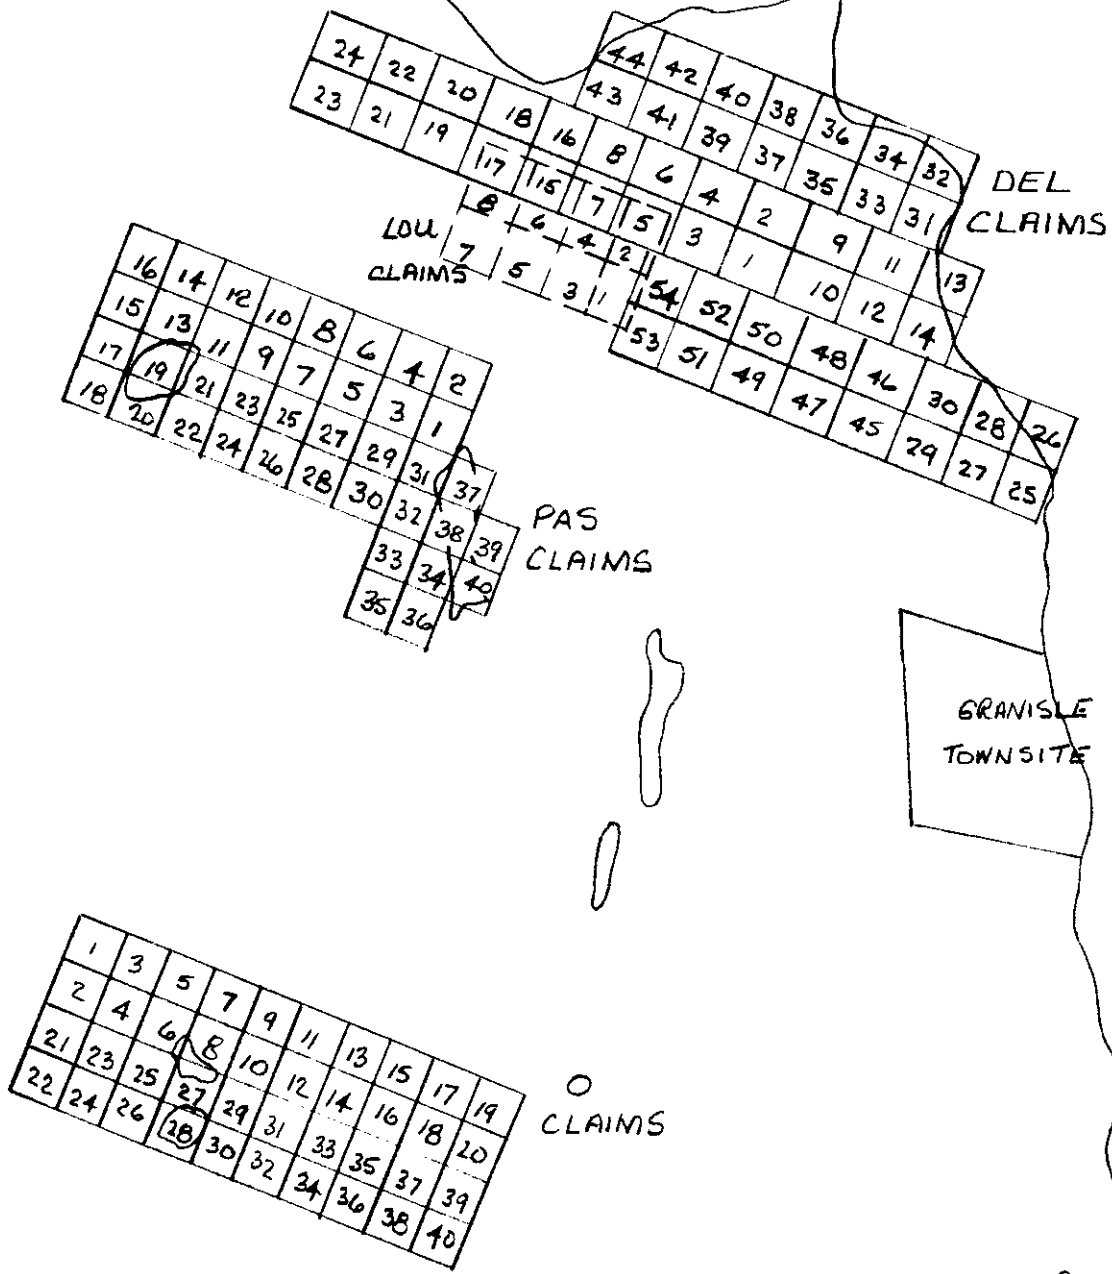 44 42 40 38 36 34 32
43 41 39 37 35 33 31
24 22 20 18 16 8 6 4 2 9 11 13
23 21 19 17 15 7 5 3 1 10 12 14
DEL
CLAIMS
8 6 4 2
7 5 3 1
LOU
CLAIMS
54 52 50 48 46 30 28 26
53 51 49 47 45 29 27 25
16 14 12 10 8 6 4 2
15 13 11 9 7 5 3 1
17 19 21 23 25 27 29 31 37
18 20 22 24 26 28 30 32 38 39
33 34 40
35 36
PAS
CLAIMS
GRANISLE
TOWNSITE
1 3 5 7 9 11 13 15 17 19
2 4 6 8 10 12 14 16 18 20
21 23 25 27 29 31 33 35 37 39
22 24 26 28 30 32 34 36 38 40
O
CLAIMS